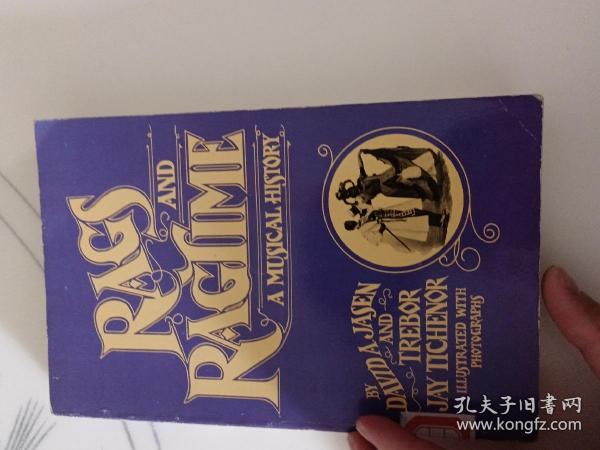 RAGS
AND
RAGTIME
A MUSICAL HISTORY
BY
DAVID A. JASEN
AND
TREBOR
JAY TICHENOR
ILLUSTRATED WITH
PHOTOGRAPHS
孔夫子旧書网
www.kongfz.com